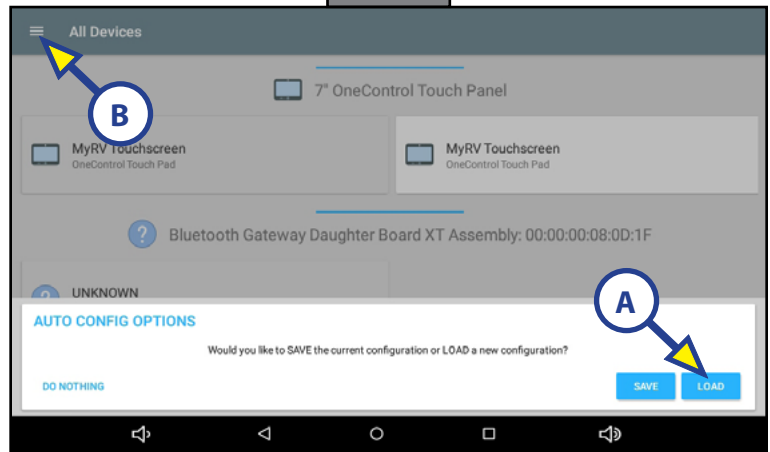 All Devices
B
7" OneControl Touch Panel
MyRV Touchscreen
OneControl Touch Pad
MyRV Touchscreen
OneControl Touch Pad
? Bluetooth Gateway Daughter Board XT Assembly: 00:00:00:08:0D:1F
? UNKNOWN
A
AUTO CONFIG OPTIONS
Would you like to SAVE the current configuration or LOAD a new configuration?
DO NOTHING
SAVE
LOAD